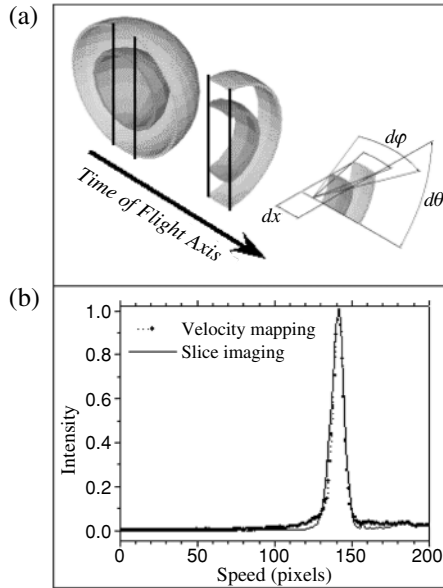 (a)
Time of Flight Axis
dφ
dθ
dx
(b)
Velocity mapping
Slice imaging
Intensity
1.0
0.8
0.6
0.4
0.2
0.0
0 50 100 150 200
Speed (pixels)